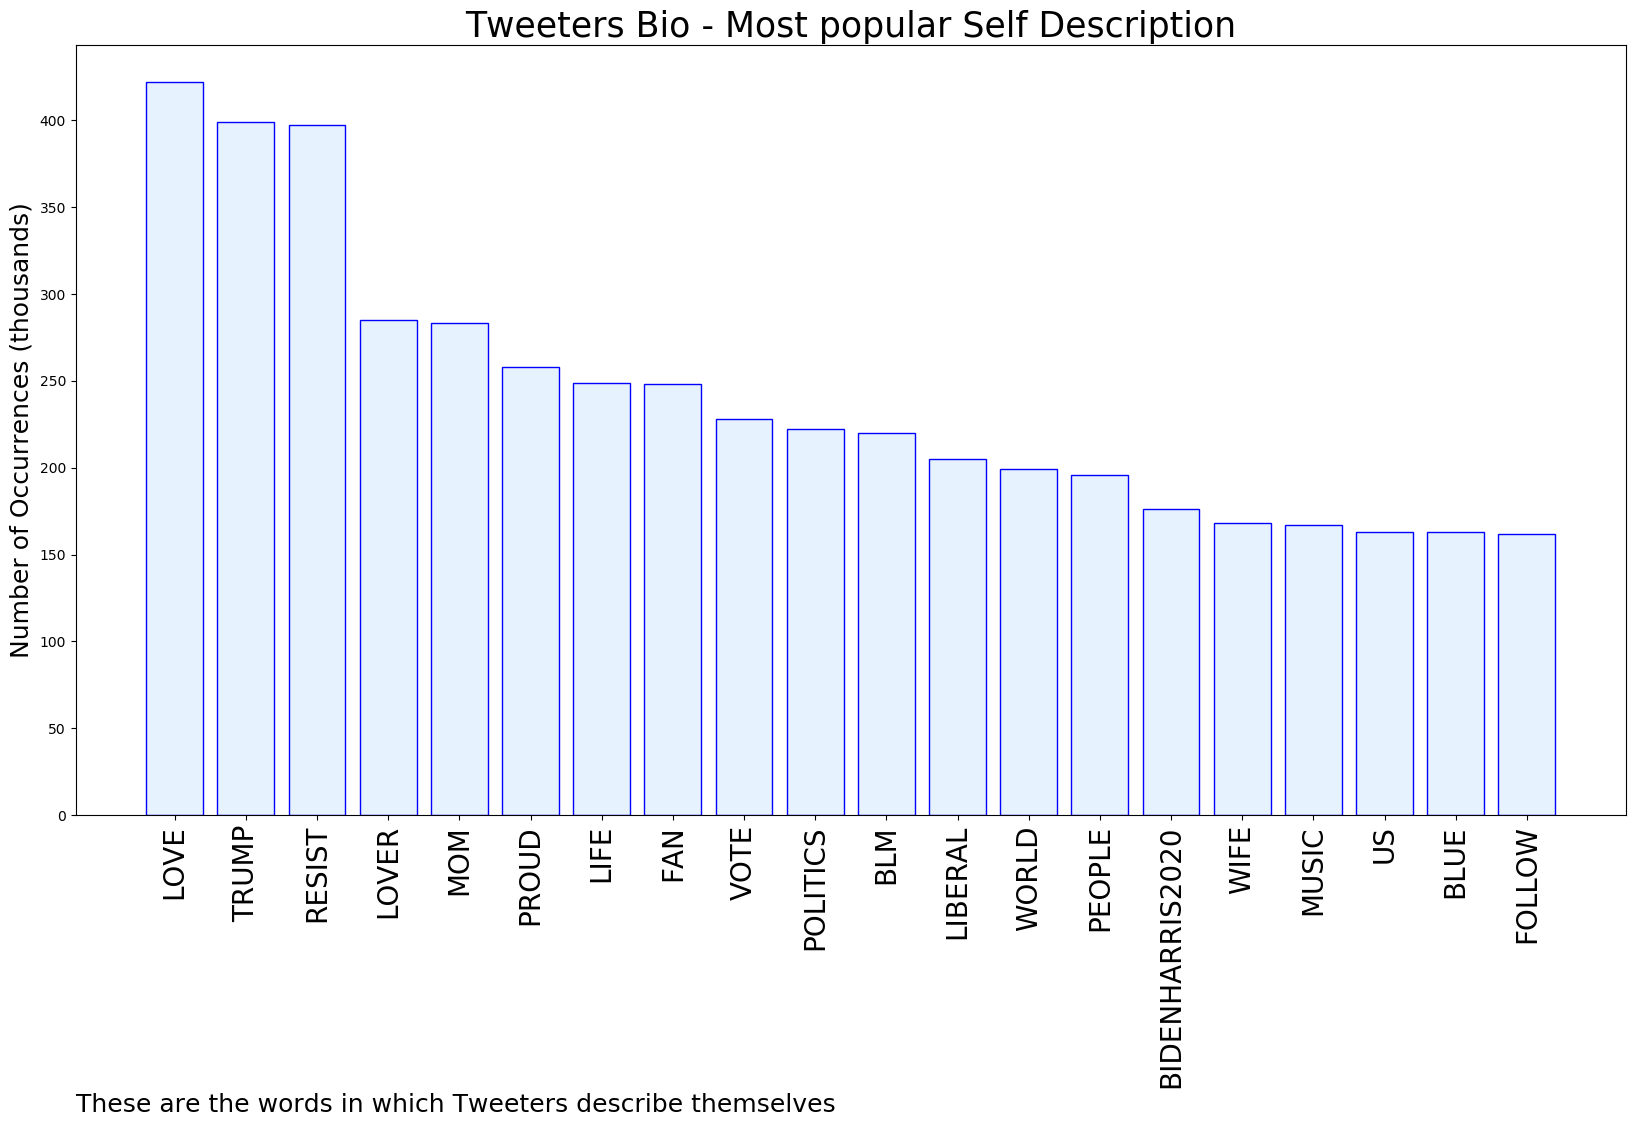 Tweeters Bio - Most popular Self Description
Number of Occurrences (thousands)
400
350
300
250
200
150
100
50
0
LOVE
TRUMP
RESIST
LOVER
MOM
PROUD
LIFE
FAN
VOTE
POLITICS
BLM
LIBERAL
WORLD
PEOPLE
BIDENHARRIS2020
WIFE
MUSIC
US
BLUE
FOLLOW
These are the words in which Tweeters describe themselves